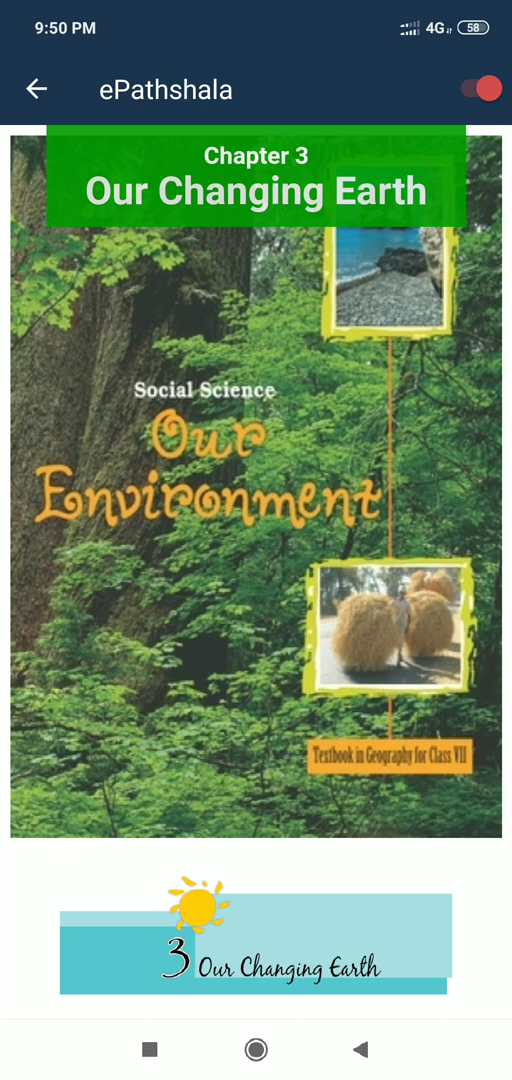 9:50 PM 4G 58
ePathshala
Chapter 3
Our Changing Earth
Social Science
Our
Environment
Textbook in Geography for Class VII
3 Our Changing Earth